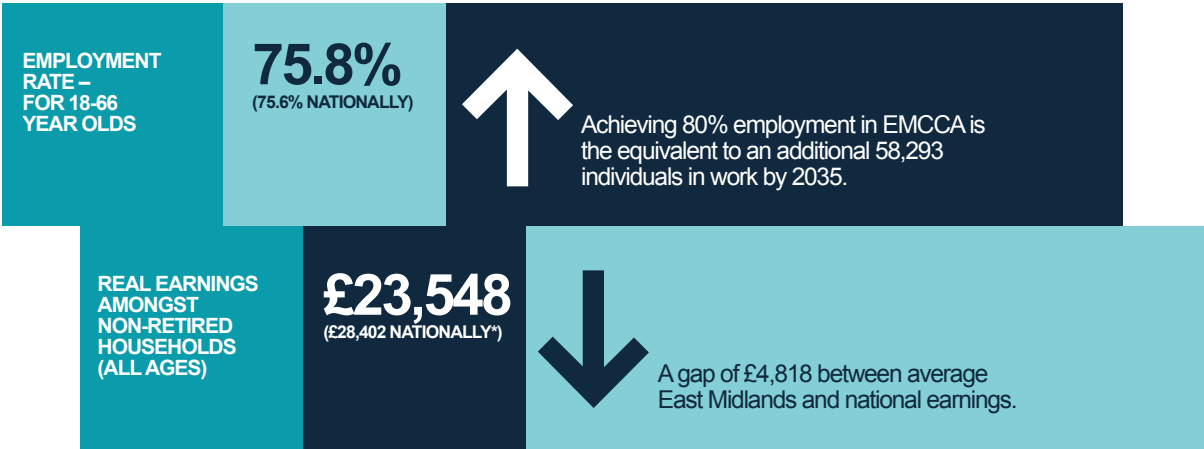 EMPLOYMENT
RATE –
FOR 18-66
YEAR OLDS
75.8%
(75.6% NATIONALLY)
Achieving 80% employment in EMCCA is
the equivalent to an additional 58,293
individuals in work by 2035.
REAL EARNINGS
AMONGST
NON-RETIRED
HOUSEHOLDS
(ALL AGES)
£23,548
(£28,402 NATIONALLY*)
A gap of £4,818 between average
East Midlands and national earnings.